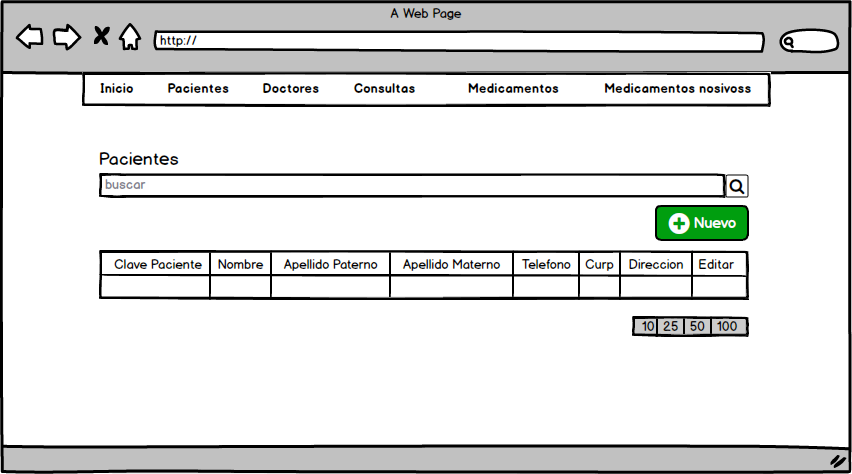 A Web Page
http://
Inicio Pacientes Doctores Consultas Medicamentos Medicamentos nosivoss
Pacientes
buscar
Nuevo
Clave Paciente Nombre Apellido Paterno Apellido Materno Telefono Curp Direccion Editar
10 25 50 100